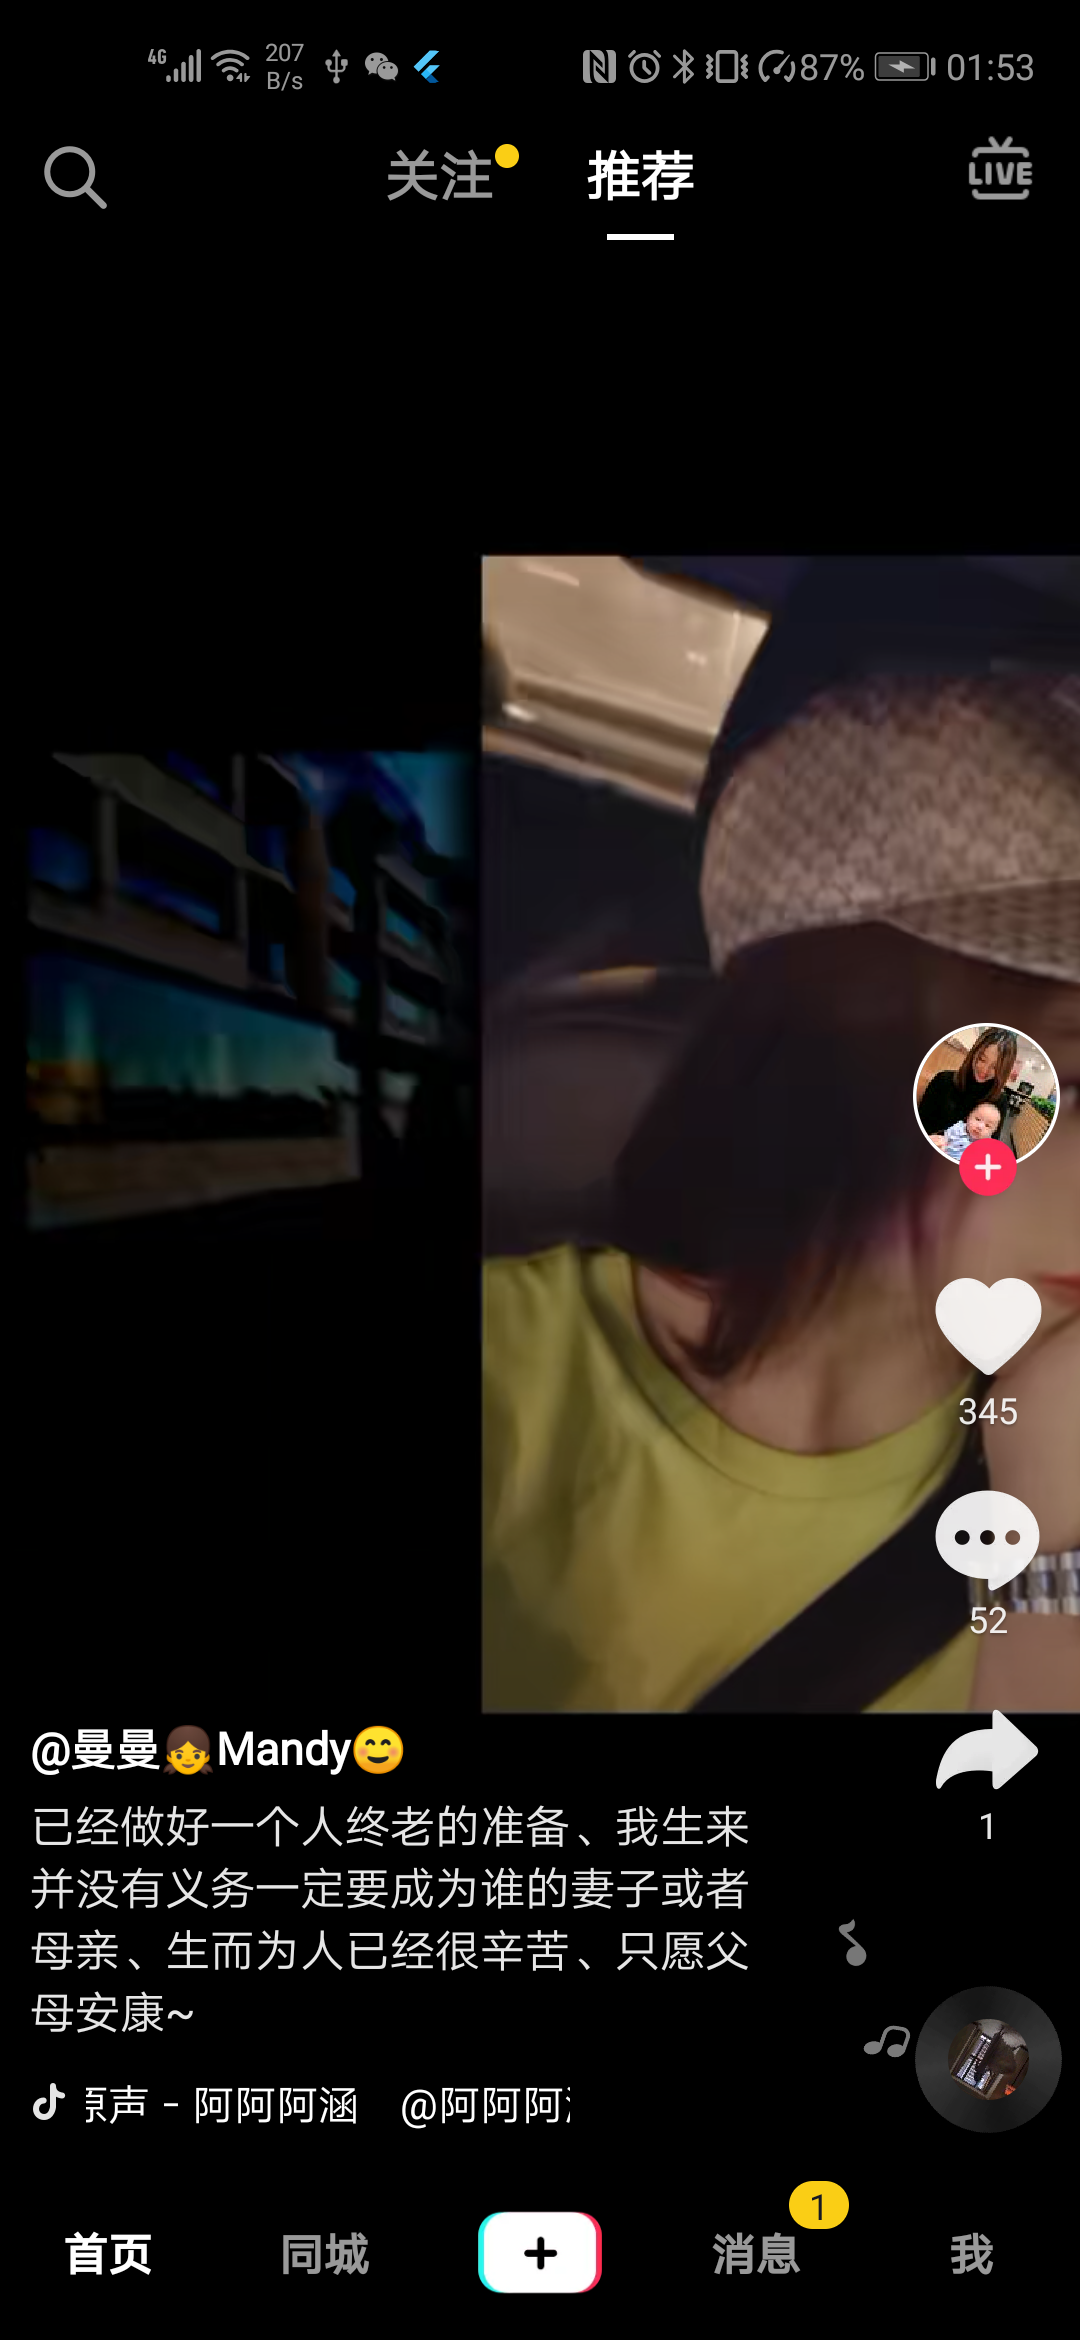 4G 207 B/s 87% 01:53
关注 推荐 LIVE
345
52
@曼曼👧Mandy😊
已经做好一个人终老的准备、我生来
并没有义务一定要成为谁的妻子或者
母亲、生而为人已经很辛苦、只愿父
母安康~
1
原声 - 阿阿阿涵 @阿阿阿
1
首页 同城 消息 我